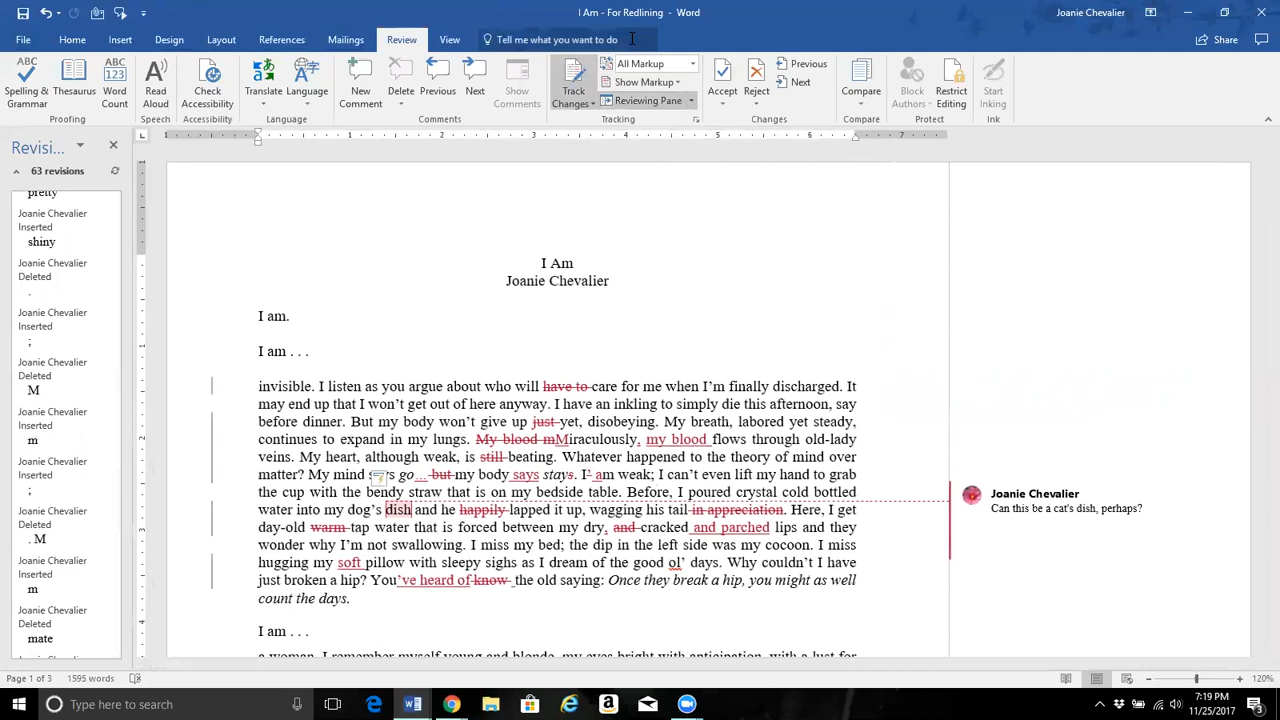 I Am - For Redlining - Word
Joanie Chevalier
File Home Insert Design Layout References Mailings Review View Tell me what you want to do Share
ABC Spelling & Grammar
Thesaurus
ABC 123 Word Count
Read Aloud
Check Accessibility
Translate
Language
New Comment
Delete
Previous
Next
Show Comments
Track Changes
All Markup
Show Markup
Reviewing Pane
Accept
Reject
Previous
Next
Compare
Block Authors
Restrict Editing
Start Inking
Proofing Speech Accessibility Language Comments Tracking Changes Compare Protect Ink
Revisi...
63 revisions
pretty
Joanie Chevalier
Inserted
shiny
Joanie Chevalier
Deleted
.
Joanie Chevalier
Inserted
;
Joanie Chevalier
Deleted
M
Joanie Chevalier
Inserted
m
Joanie Chevalier
Inserted
;
Joanie Chevalier
Deleted
. M
Joanie Chevalier
Inserted
m
Joanie Chevalier
Deleted
mate
1 1 2 3 4 5 6 7
I Am
Joanie Chevalier
I am.
I am . . .
invisible. I listen as you argue about who will have to care for me when I’m finally discharged. It
may end up that I won’t get out of here anyway. I have an inkling to simply die this afternoon, say
before dinner. But my body won’t give up just yet, disobeying. My breath, labored yet steady,
continues to expand in my lungs. My blood mMiraculously, my blood flows through old-lady
veins. My heart, although weak, is still beating. Whatever happened to the theory of mind over
matter? My mind s go... but my body says stays. I’ am weak; I can’t even lift my hand to grab
the cup with the bendy straw that is on my bedside table. Before, I poured crystal cold bottled
water into my dog’s dish and he happily lapped it up, wagging his tail in appreciation. Here, I get
day-old warm tap water that is forced between my dry, and cracked and parched lips and they
wonder why I’m not swallowing. I miss my bed; the dip in the left side was my cocoon. I miss
hugging my soft pillow with sleepy sighs as I dream of the good ol’ days. Why couldn’t I have
just broken a hip? You’ve heard of know the old saying: Once they break a hip, you might as well
count the days.
I am . . .
a woman. I remember myself young and blonde, my eyes bright with anticipation, with a lust for
Joanie Chevalier
Can this be a cat's dish, perhaps?
Page 1 of 3 1595 words 120%
Type here to search
7:19 PM
11/25/2017